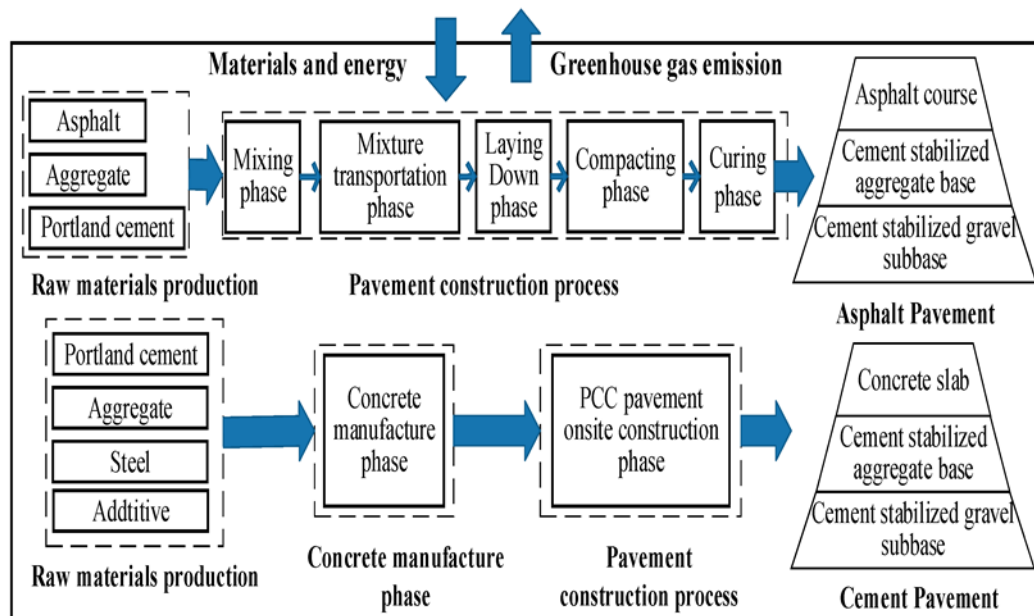 Materials and energy
Greenhouse gas emission
Asphalt
Aggregate
Portland cement
Raw materials production
Mixing
phase
Mixture
transportation
phase
Laying
Down
phase
Compacting
phase
Curing
phase
Pavement construction process
Asphalt course
Cement stabilized
aggregate base
Cement stabilized gravel
subbase
Asphalt Pavement
Portland cement
Aggregate
Steel
Addtitive
Raw materials production
Concrete
manufacture
phase
Concrete manufacture
phase
PCC pavement
onsite construction
phase
Pavement
construction process
Concrete slab
Cement stabilized
aggregate base
Cement stabilized gravel
subbase
Cement Pavement